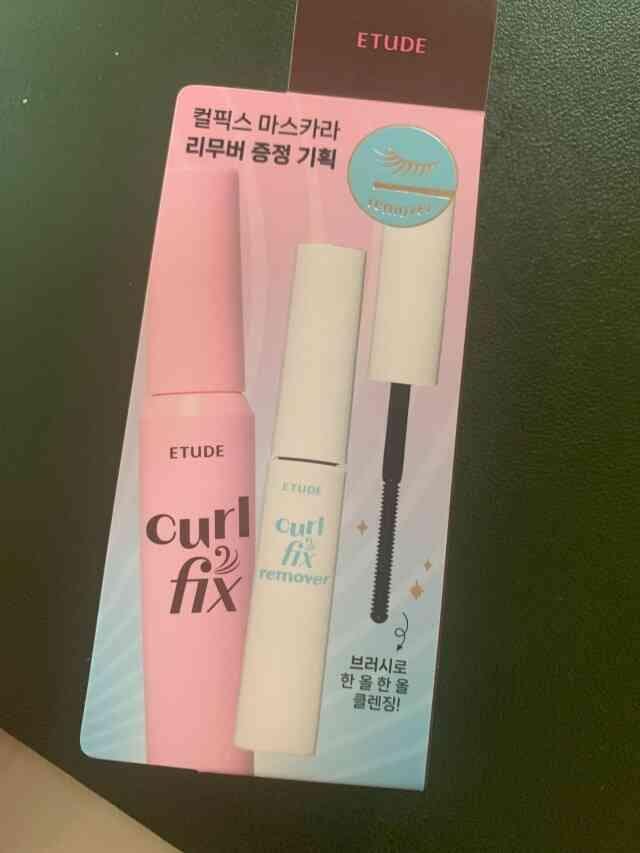 ETUDE
컬픽스 마스카라
리무버 증정 기획
remover
ETUDE
curl
fix
ETUDE
curl
fix
remover
브러시로
한 올 한 올
클렌징!